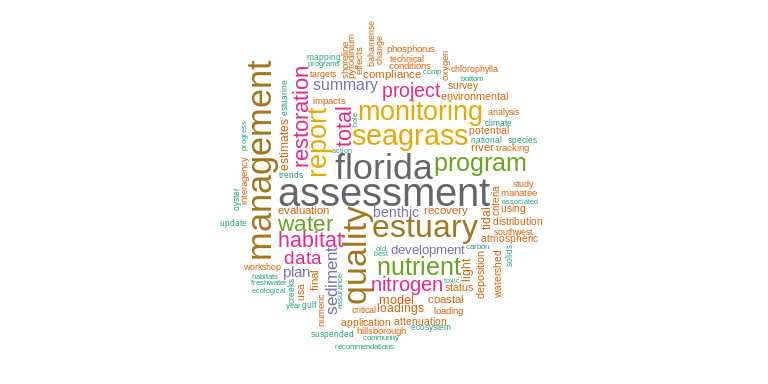 phosphorus
bahamense
change
mapping
shoreline
pyrodinium
effects
technical
programs
conditions
oxygen
ccmp
chlorophylla
targets
compliance
bottom
summary
project
survey
estuarine
restoration
impacts
environmental
management
report
total
hole
monitoring
analysis
climate
seagrass
potential
progress
national
species
estimates
action
river
tracking
interagency
trends
florida
program
oyster
assessment
study
manatee
associated
criteria
evaluation
quality
benthic
recovery
tidal
update
water
estuary
distribution
southwest
habitat
atmospheric
old
best
development
carbon
data
sediment
nutrient
light
deposition
watershed
solids
workshop
plan
final
habitats
freshwater
ecological
creeks
usa
assurance
nitrogen
toxic
status
year
gulf
numeric
critical
model
loadings
coastal
loading
application
attenuation
suspended
hillsborough
ecosystem
community
recommendations